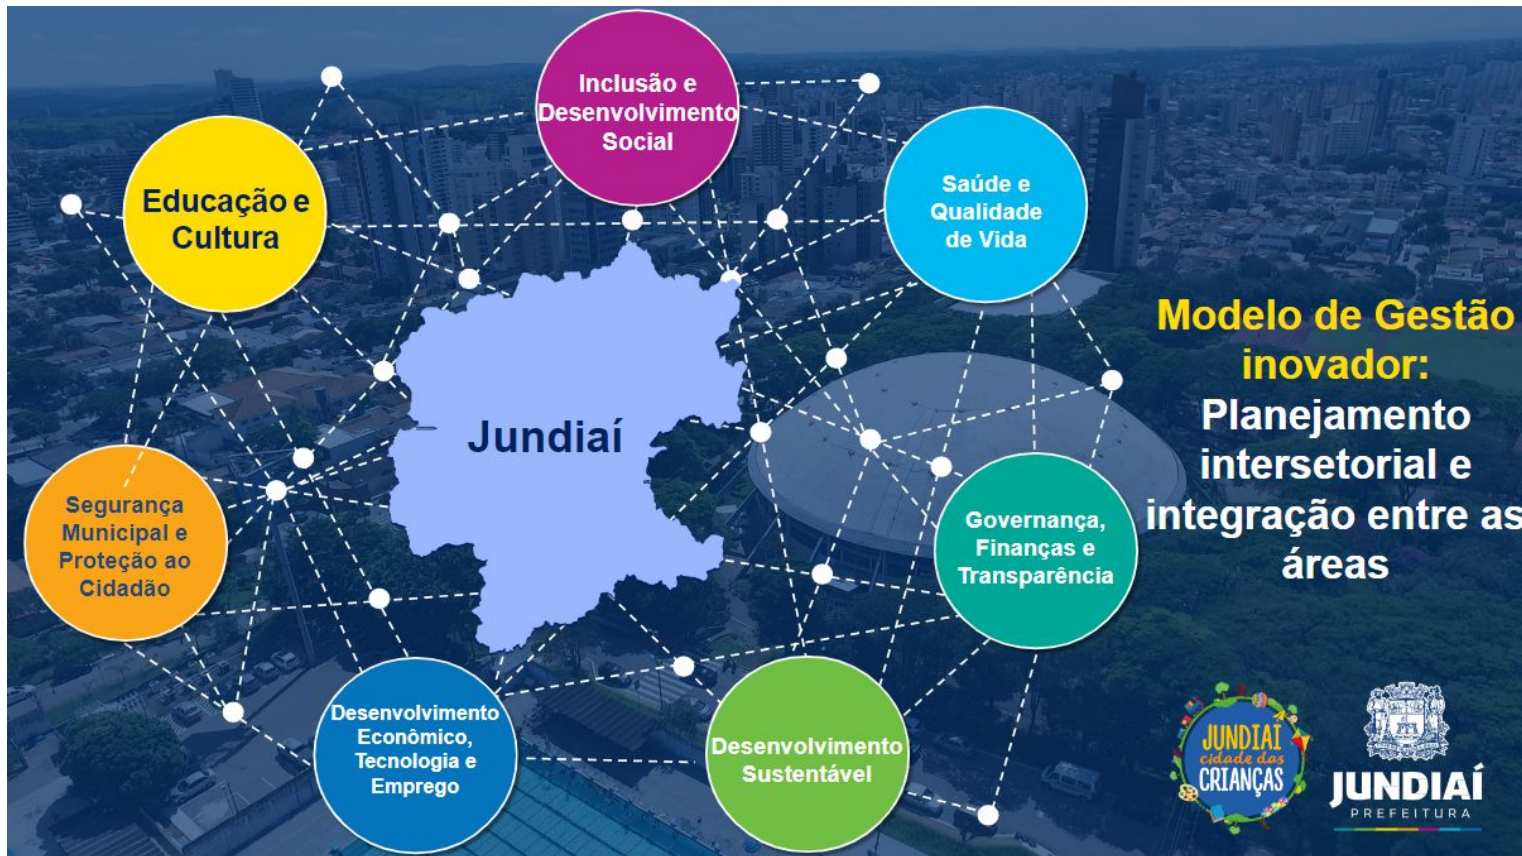 Inclusão e
Desenvolvimento
Social
Educação e
Cultura
Saúde e
Qualidade
de Vida
Modelo de Gestão
inovador:
Planejamento
intersetorial e
integração entre as
áreas
Jundiaí
Segurança
Municipal e
Proteção ao
Cidadão
Governança,
Finanças e
Transparência
Desenvolvimento
Econômico,
Tecnologia e
Emprego
Desenvolvimento
Sustentável
JUNDIAÍ
cidade das
CRIANÇAS
JUNDIAÍ
PREFEITURA